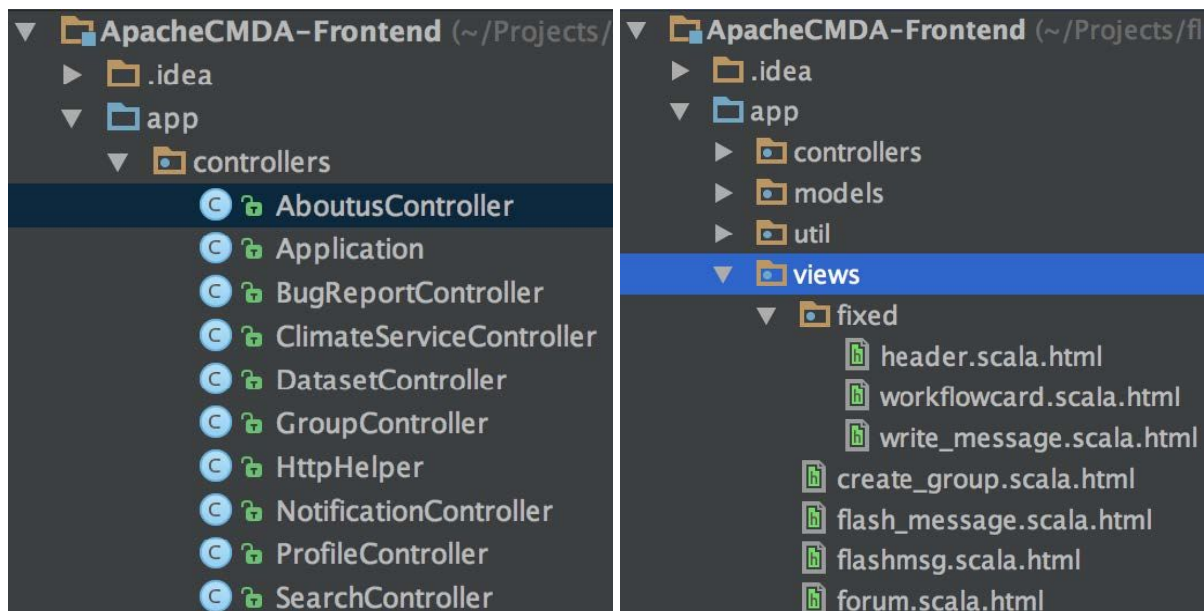 ApacheCMDA-Frontend (~/Projects/
.idea
app
controllers
AboutusController
Application
BugReportController
ClimateServiceController
DatasetController
GroupController
HttpHelper
NotificationController
ProfileController
SearchController
ApacheCMDA-Frontend (~/Projects/fl
.idea
app
controllers
models
util
views
fixed
header.scala.html
workflowcard.scala.html
write_message.scala.html
create_group.scala.html
flash_message.scala.html
flashmsg.scala.html
forum.scala.html